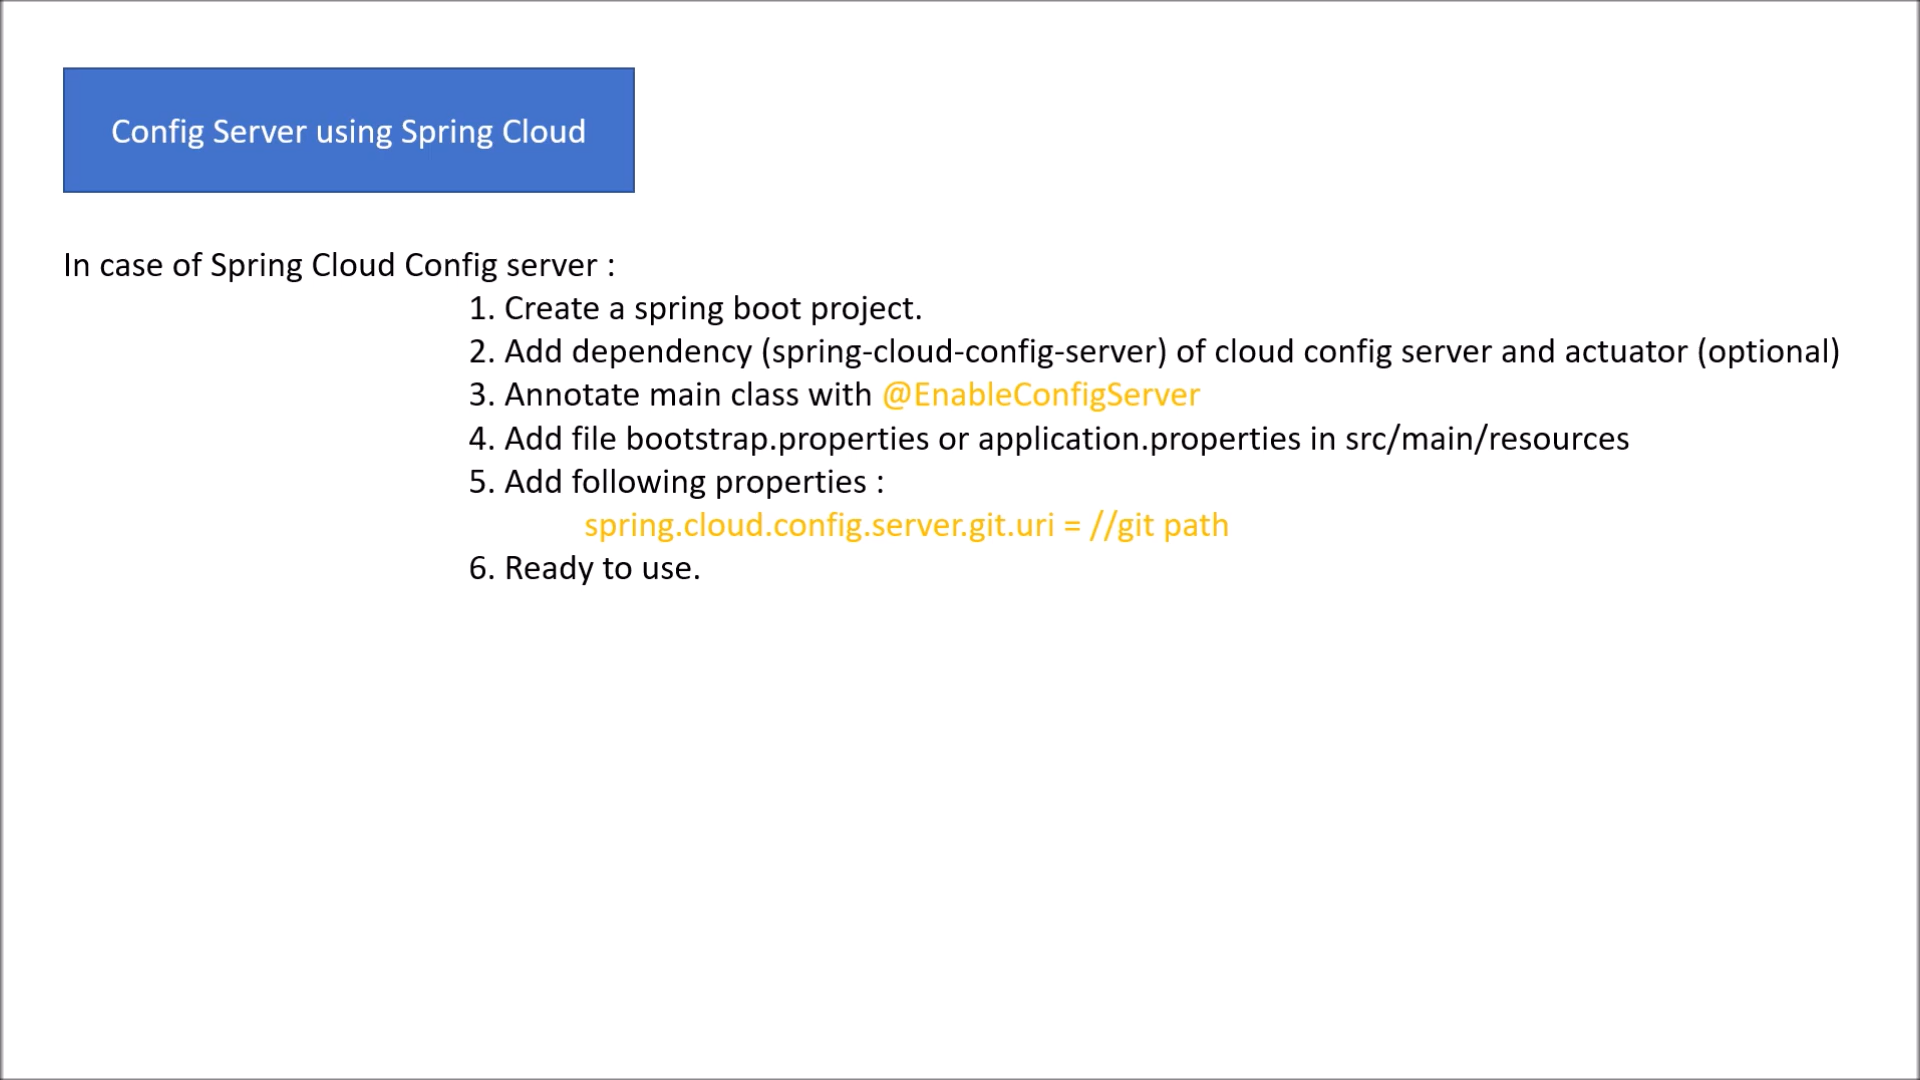 Config Server using Spring Cloud
In case of Spring Cloud Config server :
1. Create a spring boot project.
2. Add dependency (spring-cloud-config-server) of cloud config server and actuator (optional)
3. Annotate main class with @EnableConfigServer
4. Add file bootstrap.properties or application.properties in src/main/resources
5. Add following properties :
spring.cloud.config.server.git.uri = //git path
6. Ready to use.